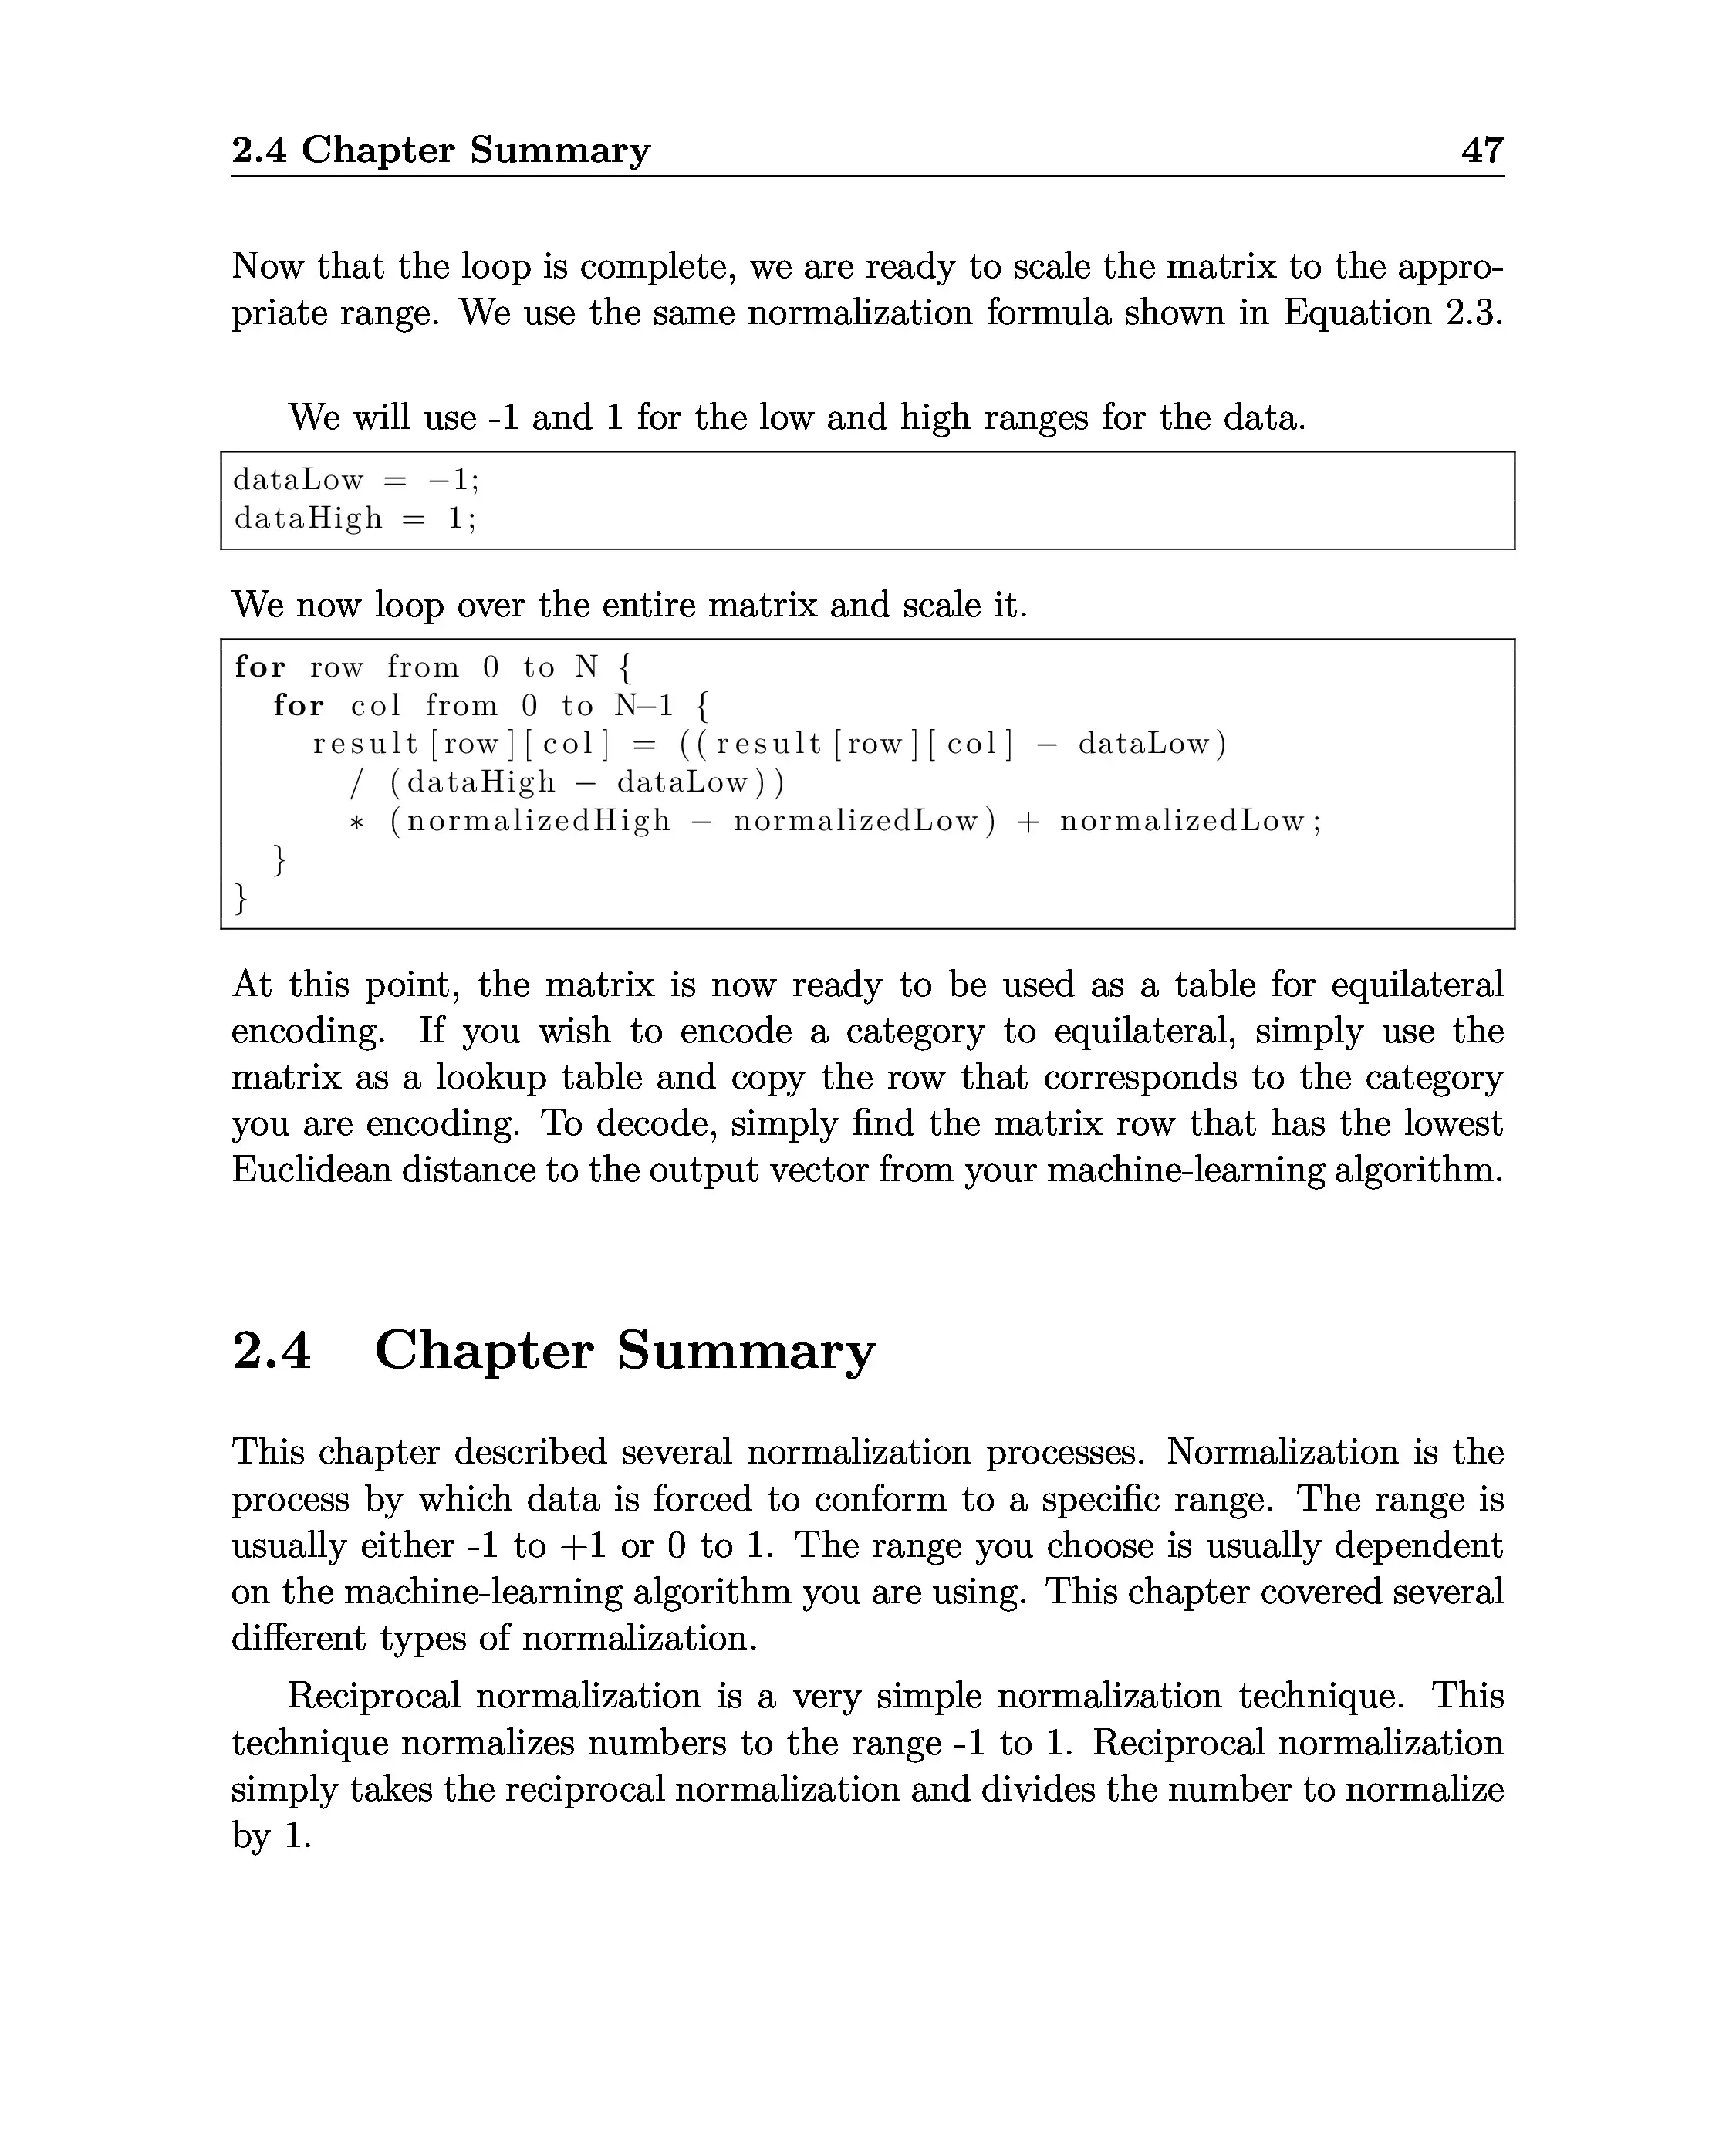 2.4 Chapter Summary 47
Now that the loop is complete, we are ready to scale the matrix to the appro-
priate range. We use the same normalization formula shown in Equation 2.3.
We will use -1 and 1 for the low and high ranges for the data.
dataLow = −1;
dataHigh = 1;
We now loop over the entire matrix and scale it.
for row from 0 to N {
for col from 0 to N−1 {
result[row][col] = ((result[row][col] − dataLow)
/ (dataHigh − dataLow))
* (normalizedHigh − normalizedLow) + normalizedLow;
}
}
At this point, the matrix is now ready to be used as a table for equilateral
encoding. If you wish to encode a category to equilateral, simply use the
matrix as a lookup table and copy the row that corresponds to the category
you are encoding. To decode, simply find the matrix row that has the lowest
Euclidean distance to the output vector from your machine-learning algorithm.
2.4 Chapter Summary
This chapter described several normalization processes. Normalization is the
process by which data is forced to conform to a specific range. The range is
usually either -1 to +1 or 0 to 1. The range you choose is usually dependent
on the machine-learning algorithm you are using. This chapter covered several
different types of normalization.
Reciprocal normalization is a very simple normalization technique. This
technique normalizes numbers to the range -1 to 1. Reciprocal normalization
simply takes the reciprocal normalization and divides the number to normalize
by 1.